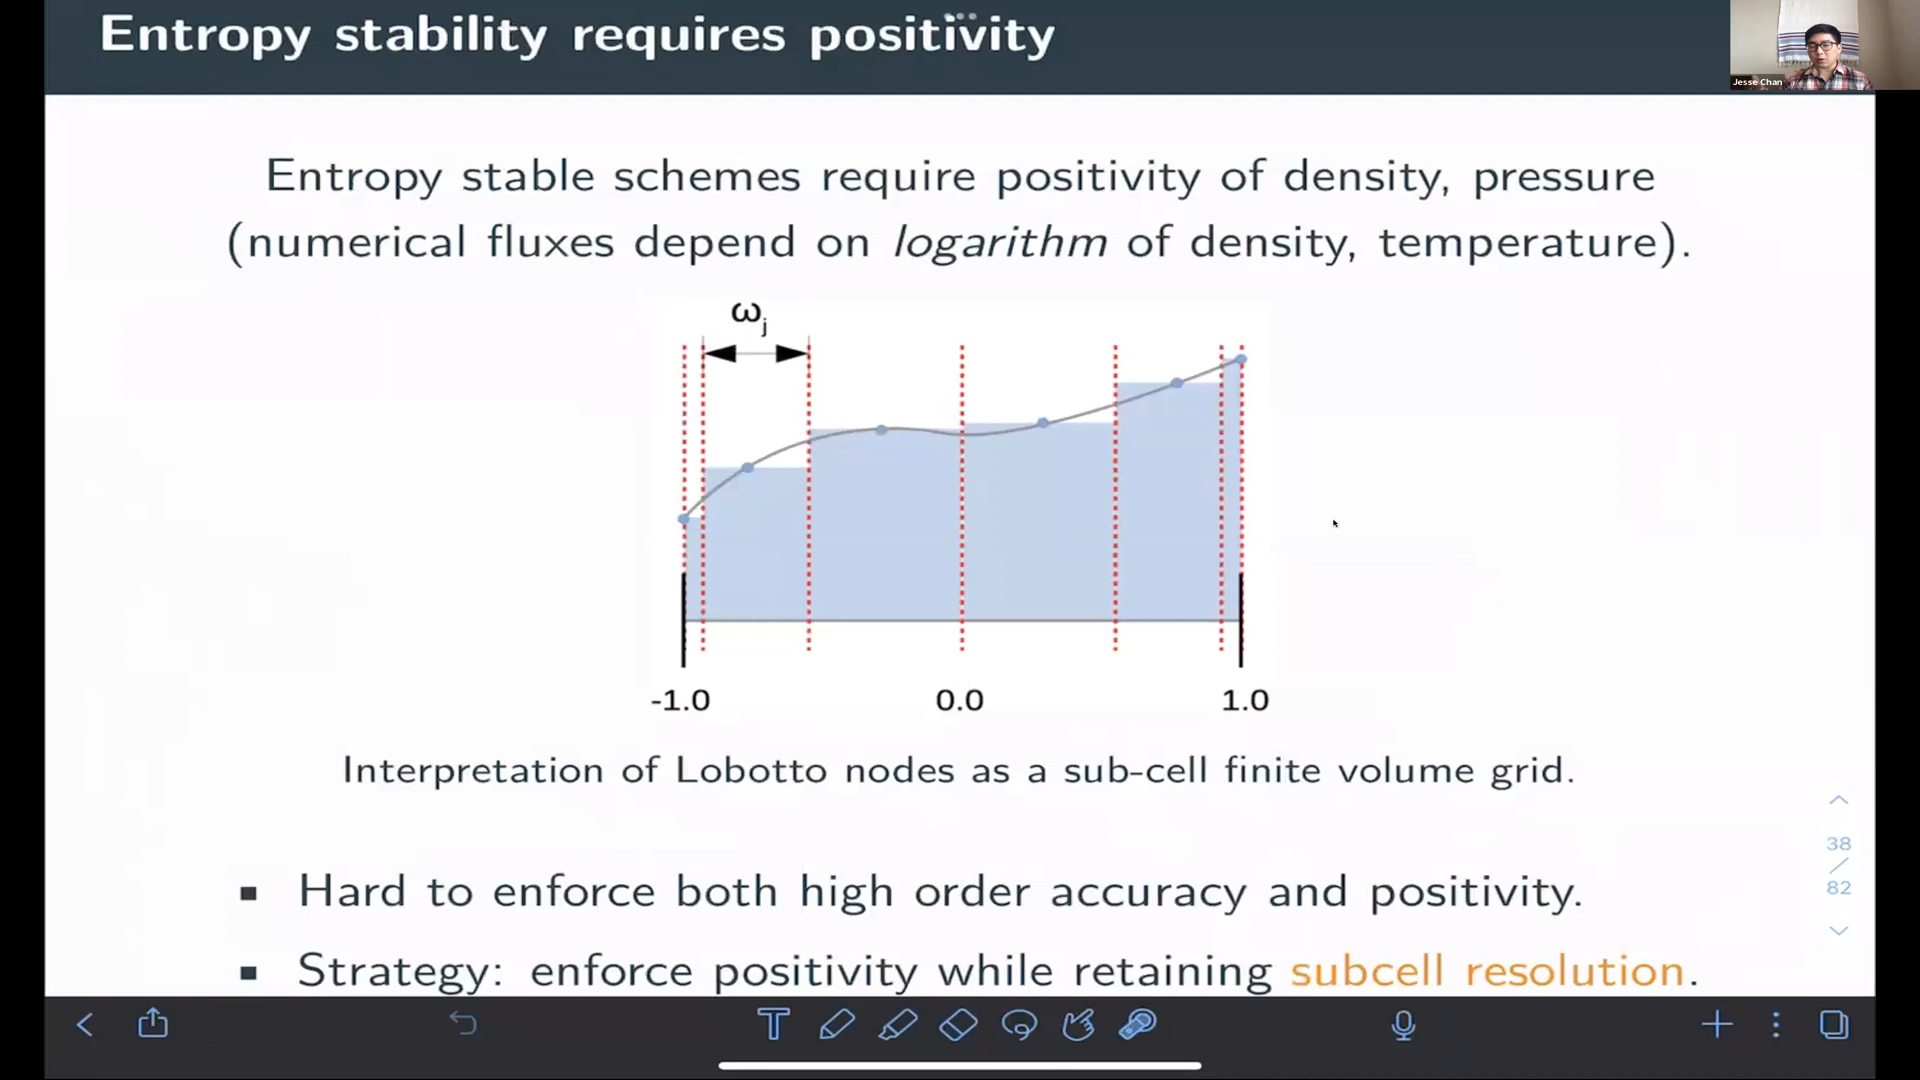 Entropy stability requires positivity
Jesse Chan
Entropy stable schemes require positivity of density, pressure
(numerical fluxes depend on logarithm of density, temperature).
ωj
-1.0 0.0 1.0
Interpretation of Lobotto nodes as a sub-cell finite volume grid.
38
/
82
▪ Hard to enforce both high order accuracy and positivity.
▪ Strategy: enforce positivity while retaining subcell resolution.
T